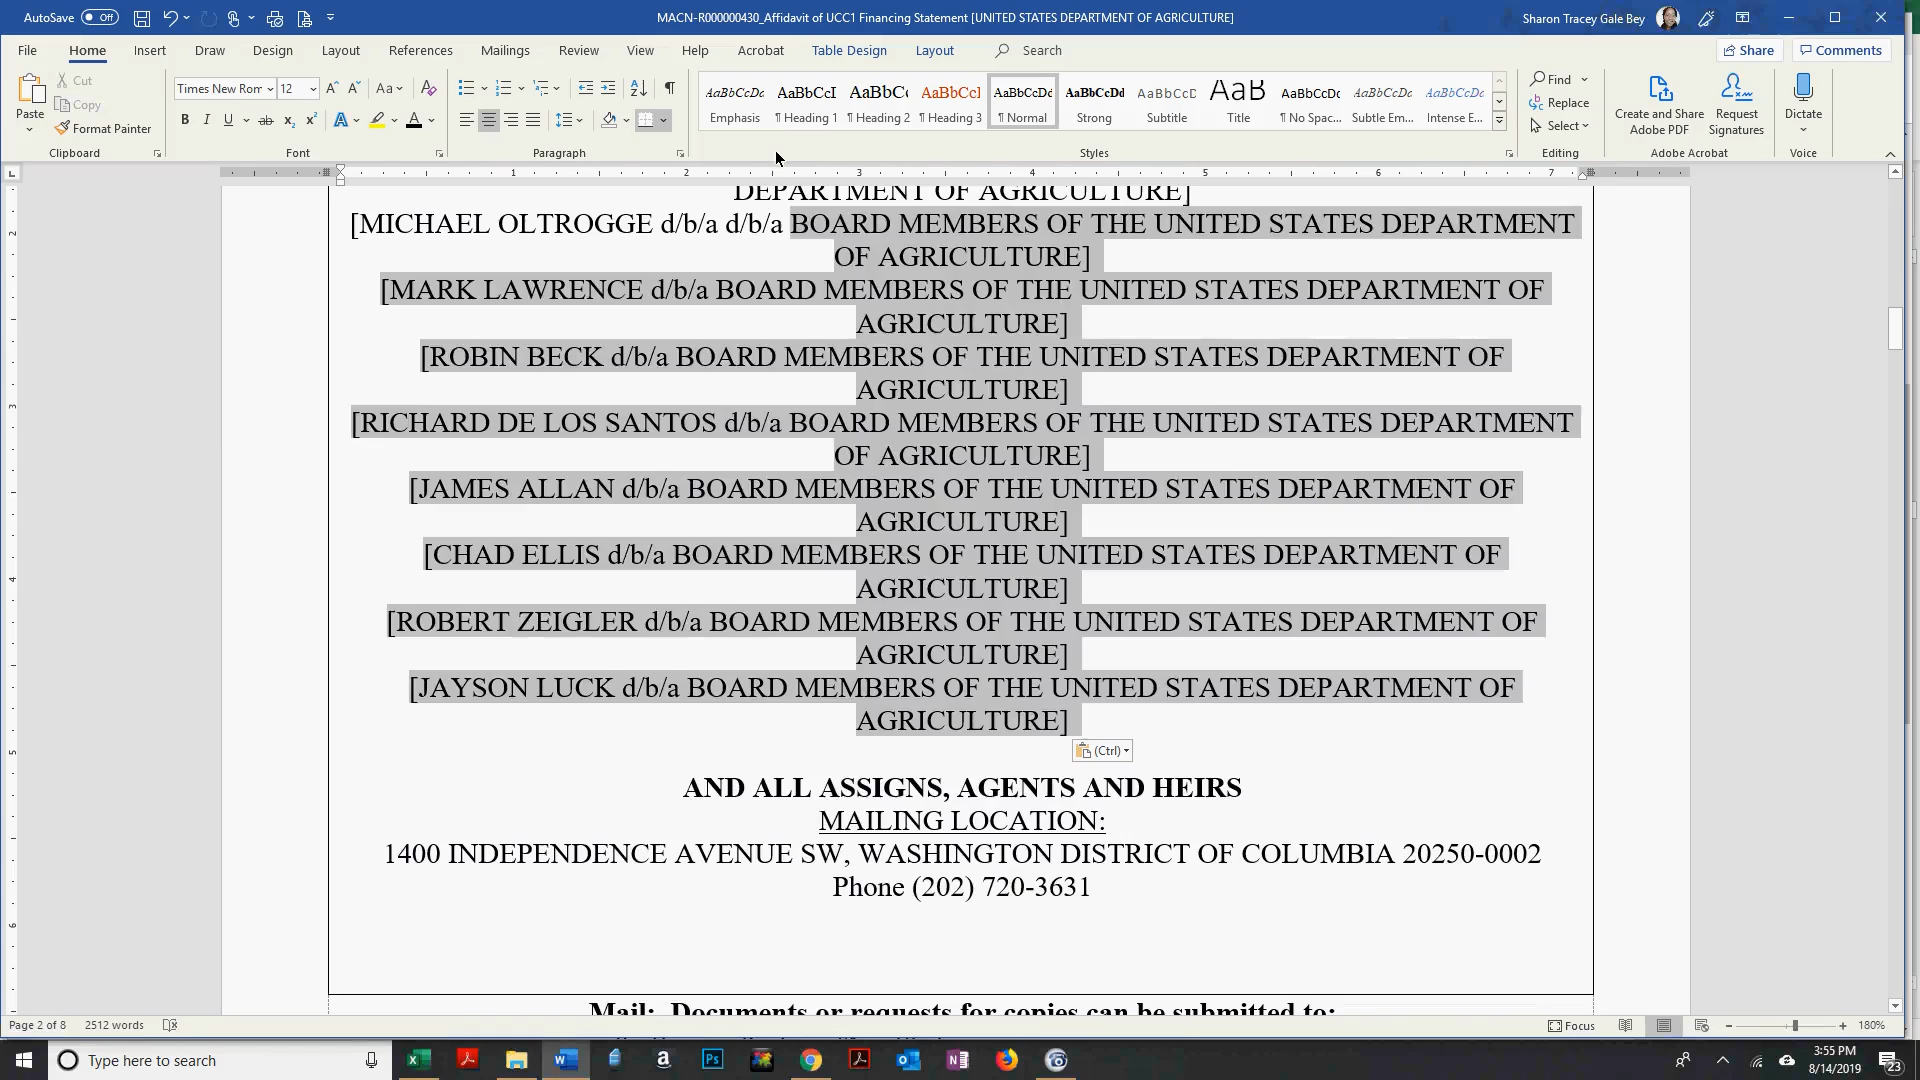 AutoSave Off
MACN-R000000430_Affidavit of UCC1 Financing Statement [UNITED STATES DEPARTMENT OF AGRICULTURE]
Sharon Tracey Gale Bey
File Home Insert Draw Design Layout References Mailings Review View Help Acrobat Table Design Layout Search
Share Comments
Paste
Cut
Copy
Format Painter
Clipboard
Times New Rom 12
Font
Paragraph
AaBbCcDc AaBbCcI AaBbCc AaBbCcI AaBbCcDd AaBbCcDd AaBbCcD AaB AaBbCcDc AaBbCcDc AaBbCcDc
Emphasis ¶ Heading 1 ¶ Heading 2 ¶ Heading 3 ¶ Normal Strong Subtitle Title ¶ No Spac... Subtle Em... Intense E...
Styles
Find
Replace
Select
Editing
Create and Share Adobe PDF
Request Signatures
Adobe Acrobat
Dictate
Voice
1 2 3 4 5 6 7
DEPARTMENT OF AGRICULTURE]
[MICHAEL OLTROGGE d/b/a d/b/a BOARD MEMBERS OF THE UNITED STATES DEPARTMENT
OF AGRICULTURE]
[MARK LAWRENCE d/b/a BOARD MEMBERS OF THE UNITED STATES DEPARTMENT OF
AGRICULTURE]
[ROBIN BECK d/b/a BOARD MEMBERS OF THE UNITED STATES DEPARTMENT OF
AGRICULTURE]
[RICHARD DE LOS SANTOS d/b/a BOARD MEMBERS OF THE UNITED STATES DEPARTMENT
OF AGRICULTURE]
[JAMES ALLAN d/b/a BOARD MEMBERS OF THE UNITED STATES DEPARTMENT OF
AGRICULTURE]
[CHAD ELLIS d/b/a BOARD MEMBERS OF THE UNITED STATES DEPARTMENT OF
AGRICULTURE]
[ROBERT ZEIGLER d/b/a BOARD MEMBERS OF THE UNITED STATES DEPARTMENT OF
AGRICULTURE]
[JAYSON LUCK d/b/a BOARD MEMBERS OF THE UNITED STATES DEPARTMENT OF
AGRICULTURE]
(Ctrl)
AND ALL ASSIGNS, AGENTS AND HEIRS
MAILING LOCATION:
1400 INDEPENDENCE AVENUE SW, WASHINGTON DISTRICT OF COLUMBIA 20250-0002
Phone (202) 720-3631
Mail: Documents or requests for copies can be submitted to:
Page 2 of 8 2512 words
Focus
180%
Type here to search
3:55 PM
8/14/2019
23